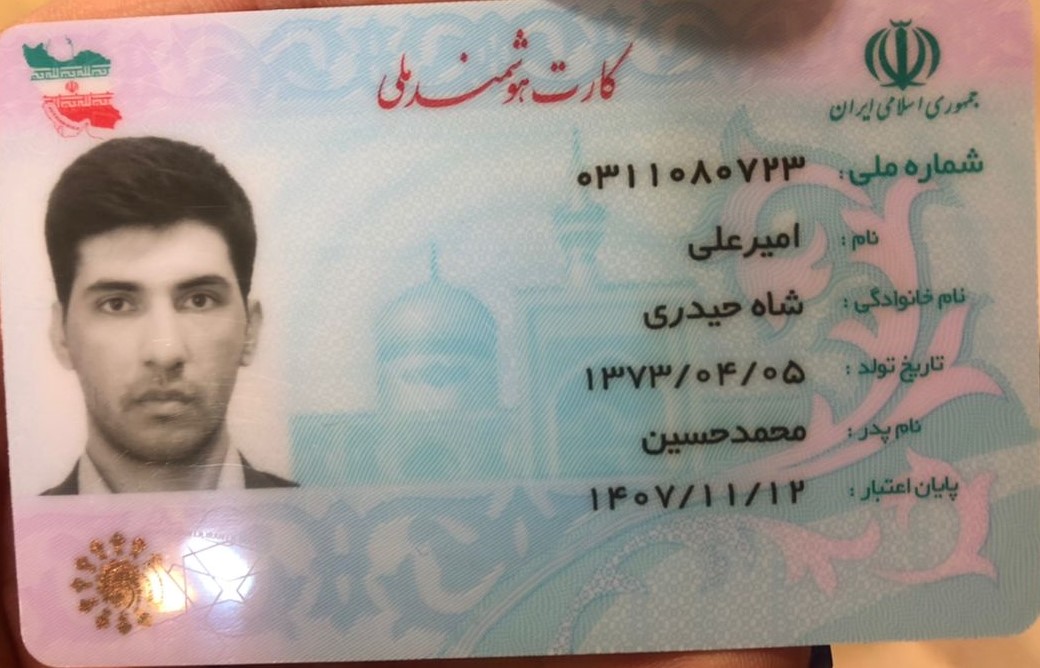 کارت هوشمند ملی
جمهوری اسلامی ایران
شماره ملی: ۰۳۱۱۰۸۰۷۲۳
نام: امیرعلی
نام خانوادگی: شاه حیدری
تاریخ تولد: ۱۳۷۳/۰۴/۰۵
نام پدر: محمدحسین
پایان اعتبار: ۱۴۰۷/۱۱/۱۲